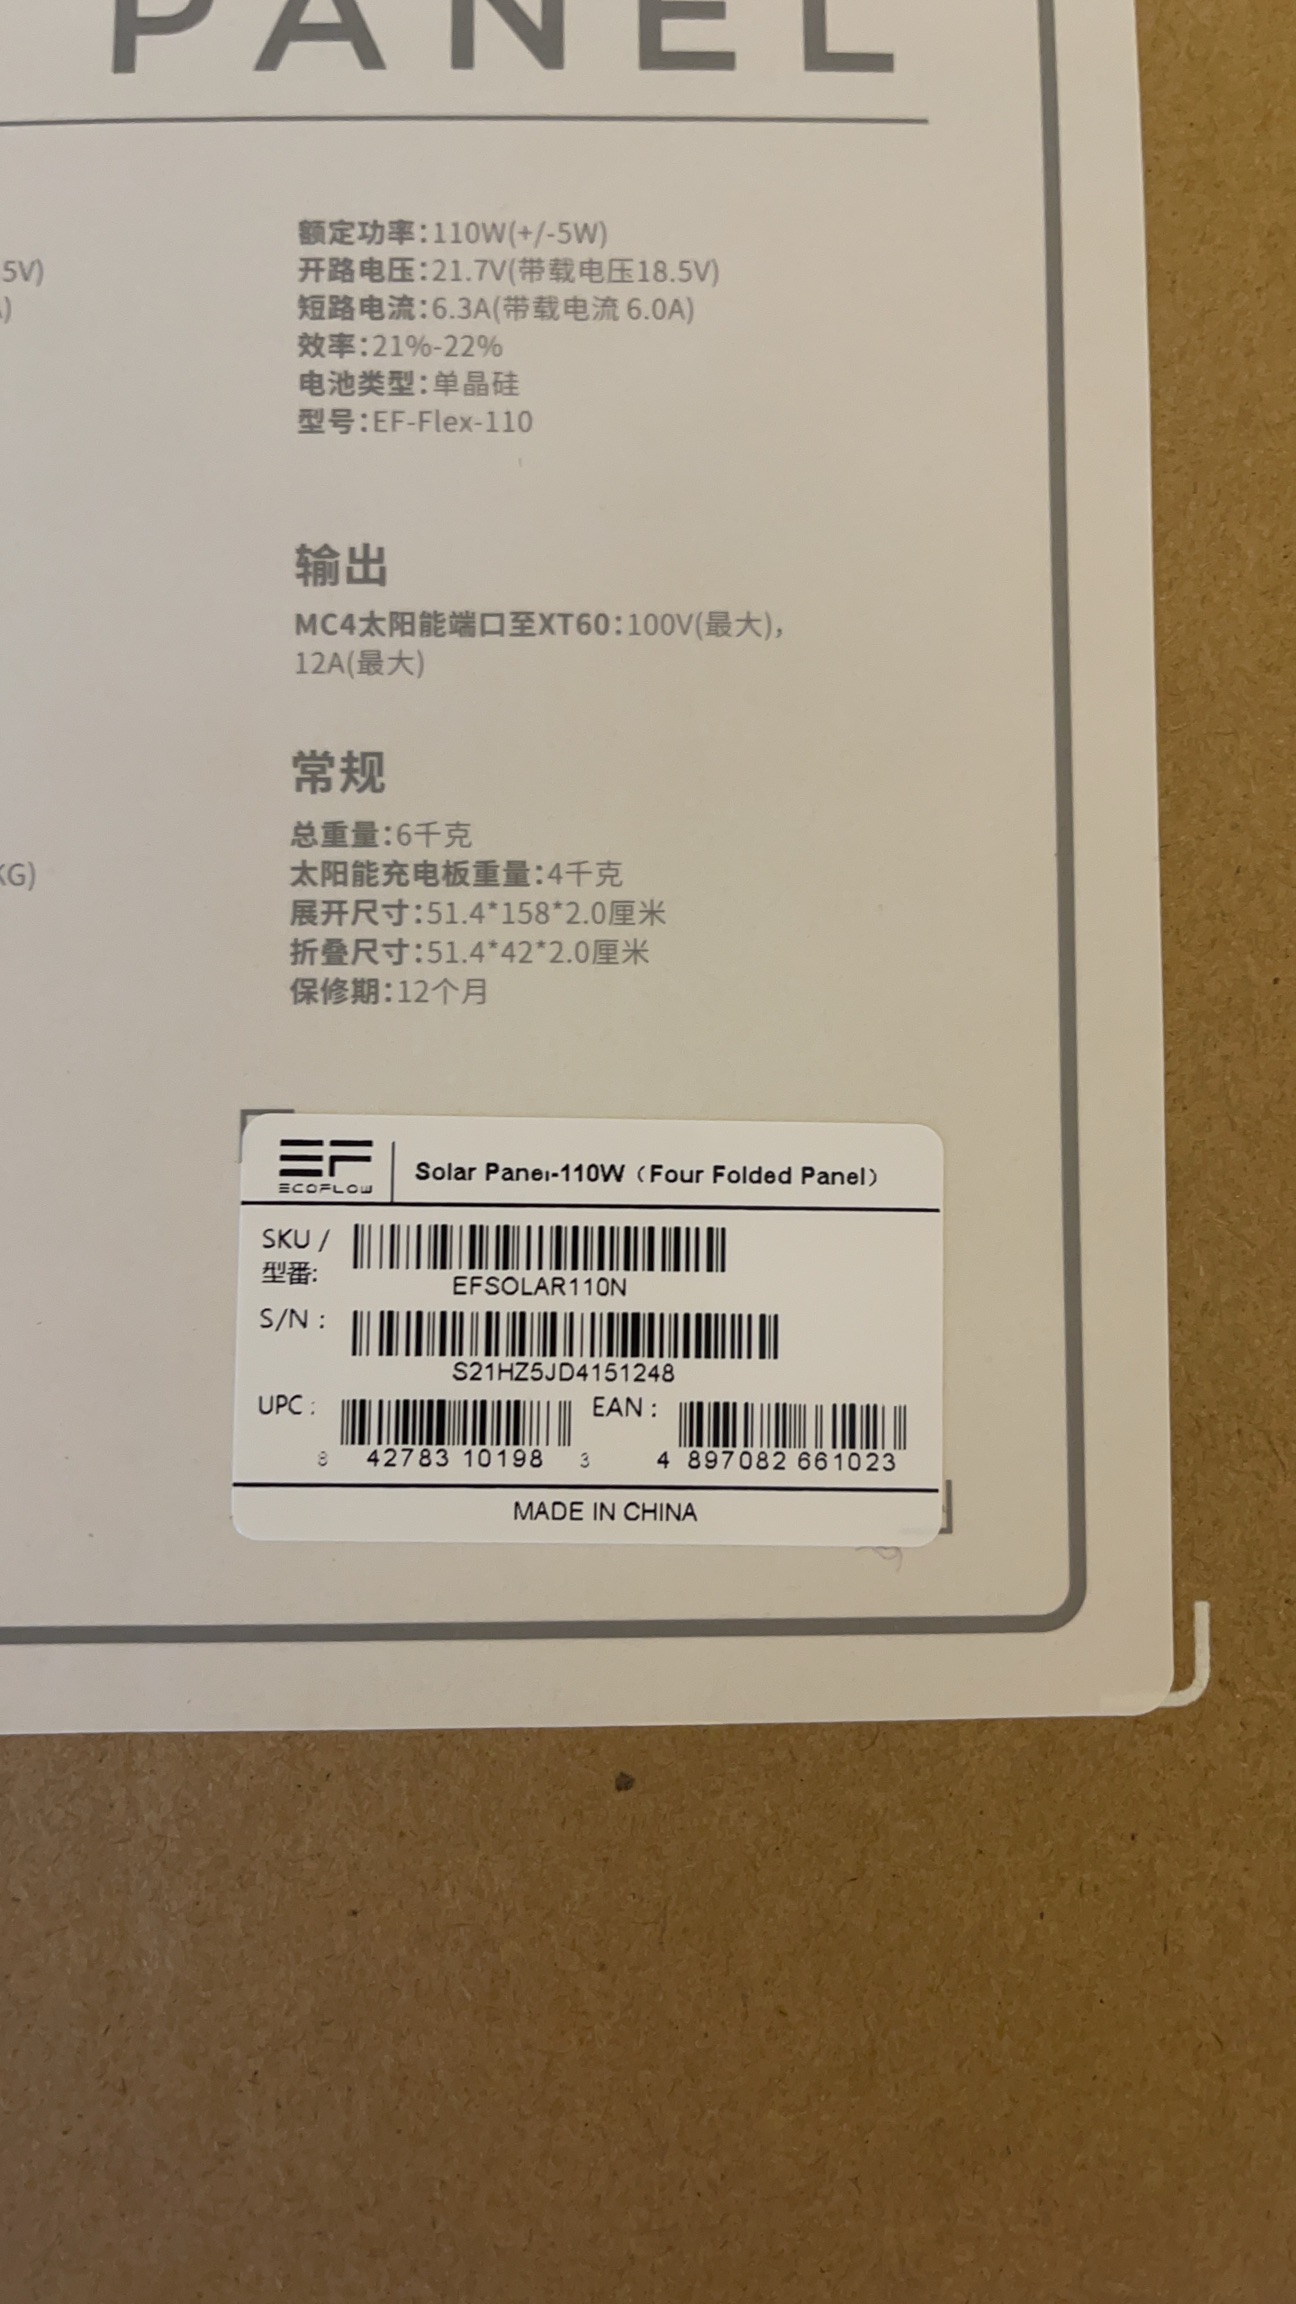 PANEL
5V)
额定功率:110W(+/-5W)
开路电压:21.7V(带载电压18.5V)
短路电流:6.3A(带载电流 6.0A)
效率:21%-22%
电池类型:单晶硅
型号:EF-Flex-110
输出
MC4太阳能端口至XT60:100V(最大),
12A(最大)
常规
总重量:6千克
KG)
太阳能充电板重量:4千克
展开尺寸:51.4*158*2.0厘米
折叠尺寸:51.4*42*2.0厘米
保修期:12个月
EF
ECOFLOW
Solar Panel-110W (Four Folded Panel)
SKU /
型番:
EFSOLAR110N
S/N :
S21HZ5JD4151248
UPC :
8 42783 10198 3
EAN :
4 897082 661023
MADE IN CHINA